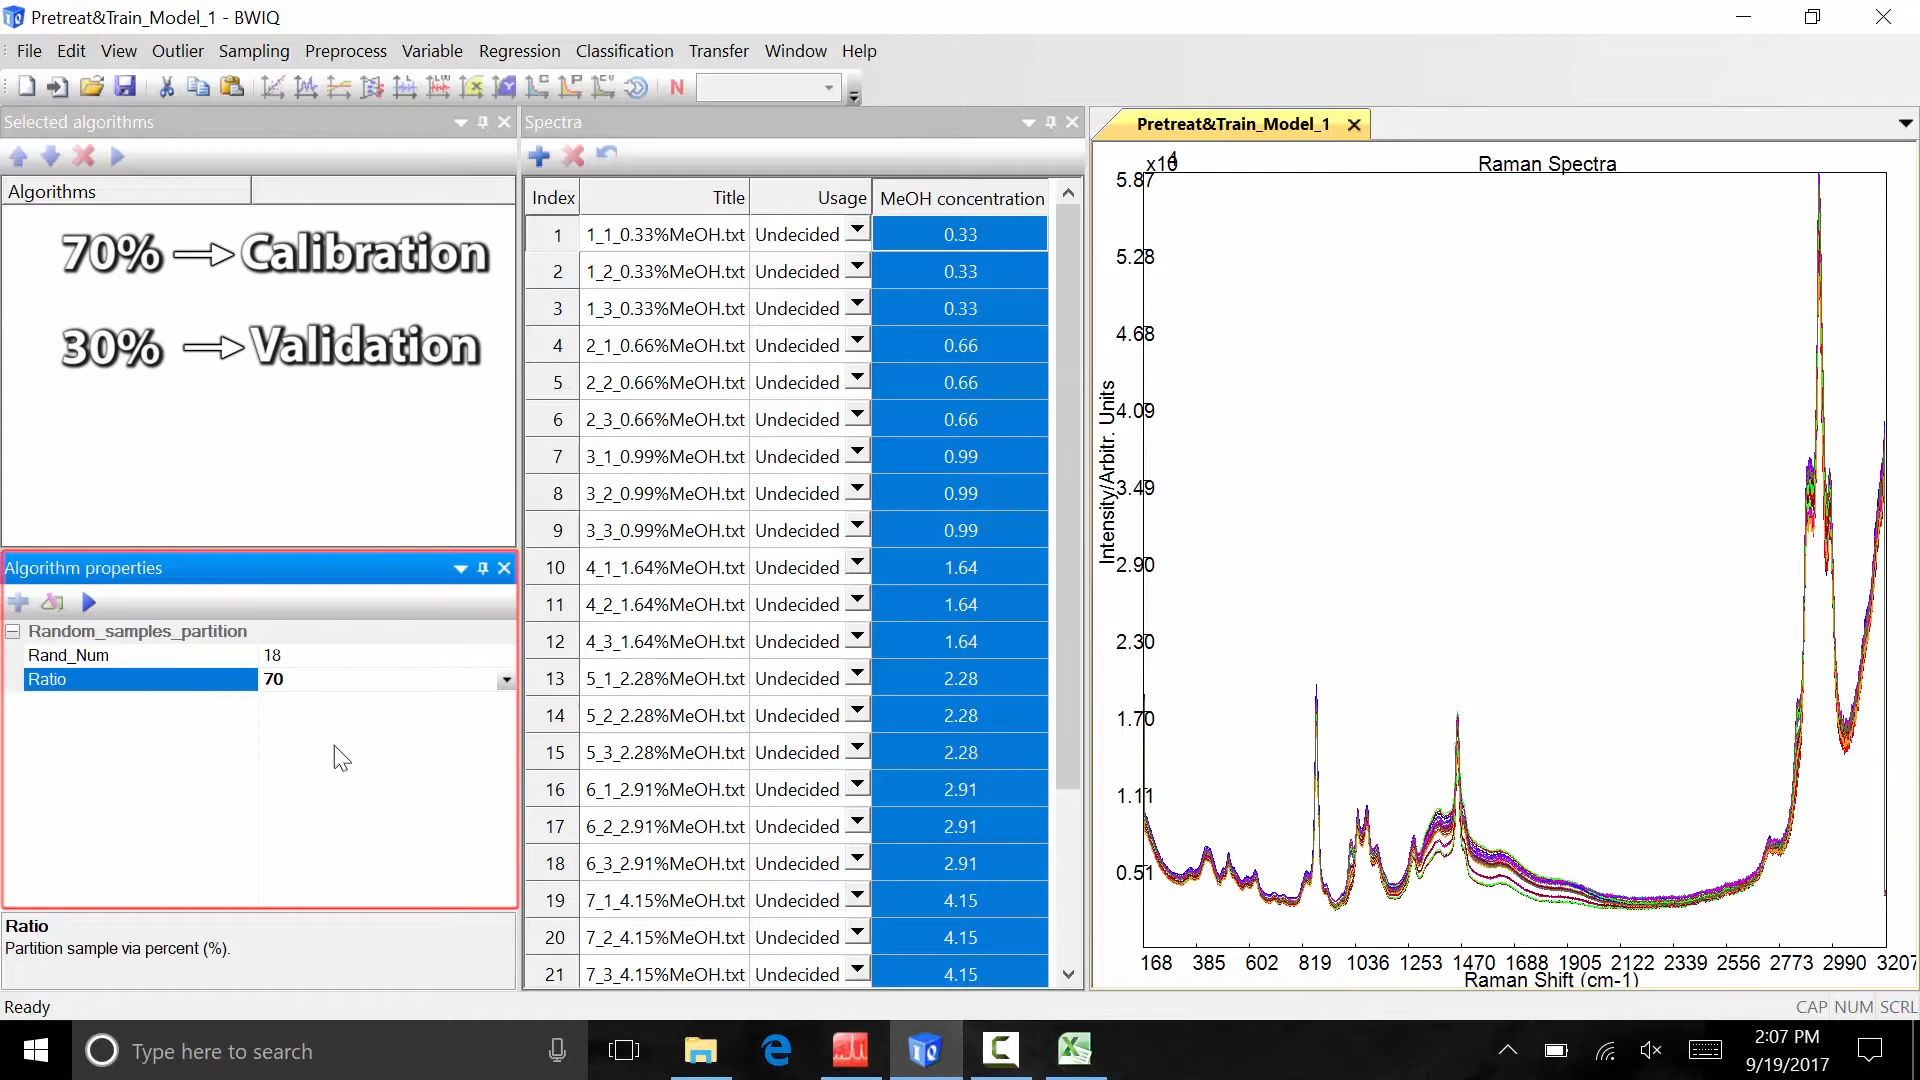 Pretreat&Train_Model_1 - BWIQ
File Edit View Outlier Sampling Preprocess Variable Regression Classification Transfer Window Help
Selected algorithms
Algorithms
70% Calibration
30% Validation
Algorithm properties
Random_samples_partition
Rand_Num 18
Ratio 70
Ratio
Partition sample via percent (%).
Spectra
Index Title Usage MeOH concentration
1 1_1_0.33%MeOH.txt Undecided 0.33
2 1_2_0.33%MeOH.txt Undecided 0.33
3 1_3_0.33%MeOH.txt Undecided 0.33
4 2_1_0.66%MeOH.txt Undecided 0.66
5 2_2_0.66%MeOH.txt Undecided 0.66
6 2_3_0.66%MeOH.txt Undecided 0.66
7 3_1_0.99%MeOH.txt Undecided 0.99
8 3_2_0.99%MeOH.txt Undecided 0.99
9 3_3_0.99%MeOH.txt Undecided 0.99
10 4_1_1.64%MeOH.txt Undecided 1.64
11 4_2_1.64%MeOH.txt Undecided 1.64
12 4_3_1.64%MeOH.txt Undecided 1.64
13 5_1_2.28%MeOH.txt Undecided 2.28
14 5_2_2.28%MeOH.txt Undecided 2.28
15 5_3_2.28%MeOH.txt Undecided 2.28
16 6_1_2.91%MeOH.txt Undecided 2.91
17 6_2_2.91%MeOH.txt Undecided 2.91
18 6_3_2.91%MeOH.txt Undecided 2.91
19 7_1_4.15%MeOH.txt Undecided 4.15
20 7_2_4.15%MeOH.txt Undecided 4.15
21 7_3_4.15%MeOH.txt Undecided 4.15
Pretreat&Train_Model_1
Raman Spectra
5.87
5.28
4.68
4.09
3.49
2.90
2.30
1.70
1.11
0.51
Intensity/Arbitr. Units
168 385 602 819 1036 1253 1470 1688 1905 2122 2339 2556 2773 2990 3207
Raman Shift (cm-1)
Ready
CAP NUM SCRL
Type here to search
2:07 PM
9/19/2017